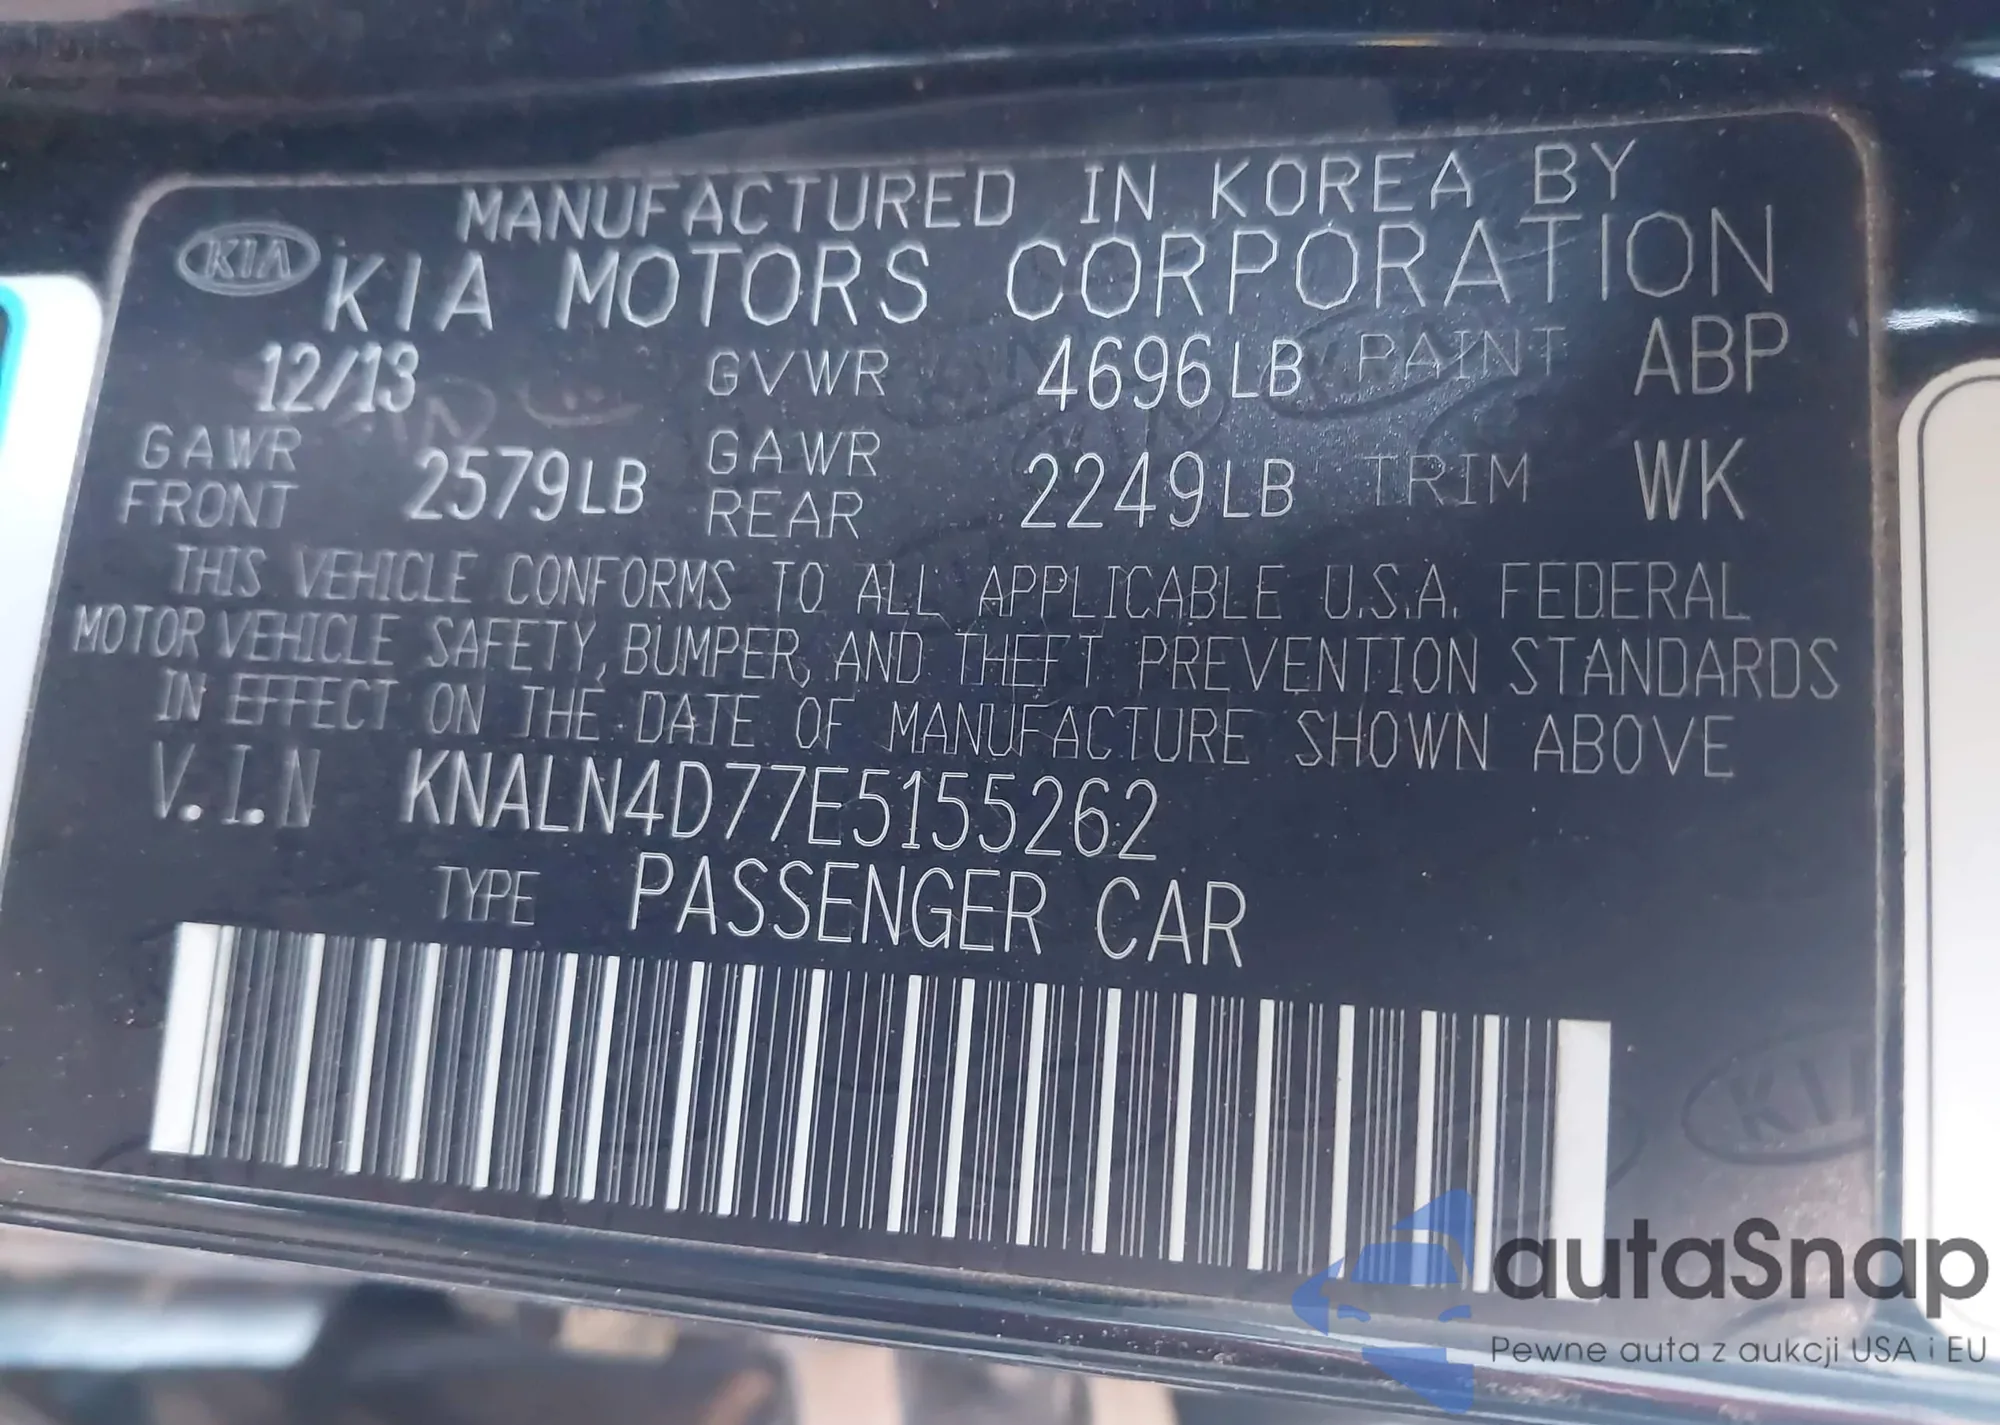 MANUFACTURED IN KOREA BY
KIA KIA MOTORS CORPORATION
12/13 GVWR 4696LB PAINT ABP
GAWR FRONT 2579LB GAWR REAR 2249LB TRIM WK
THIS VEHICLE CONFORMS TO ALL APPLICABLE U.S.A. FEDERAL
MOTOR VEHICLE SAFETY, BUMPER, AND THEFT PREVENTION STANDARDS
IN EFFECT ON THE DATE OF MANUFACTURE SHOWN ABOVE
V.I.N KNALN4D77E5155262
TYPE PASSENGER CAR
autaSnap
Pewne auta z aukcji USA i EU